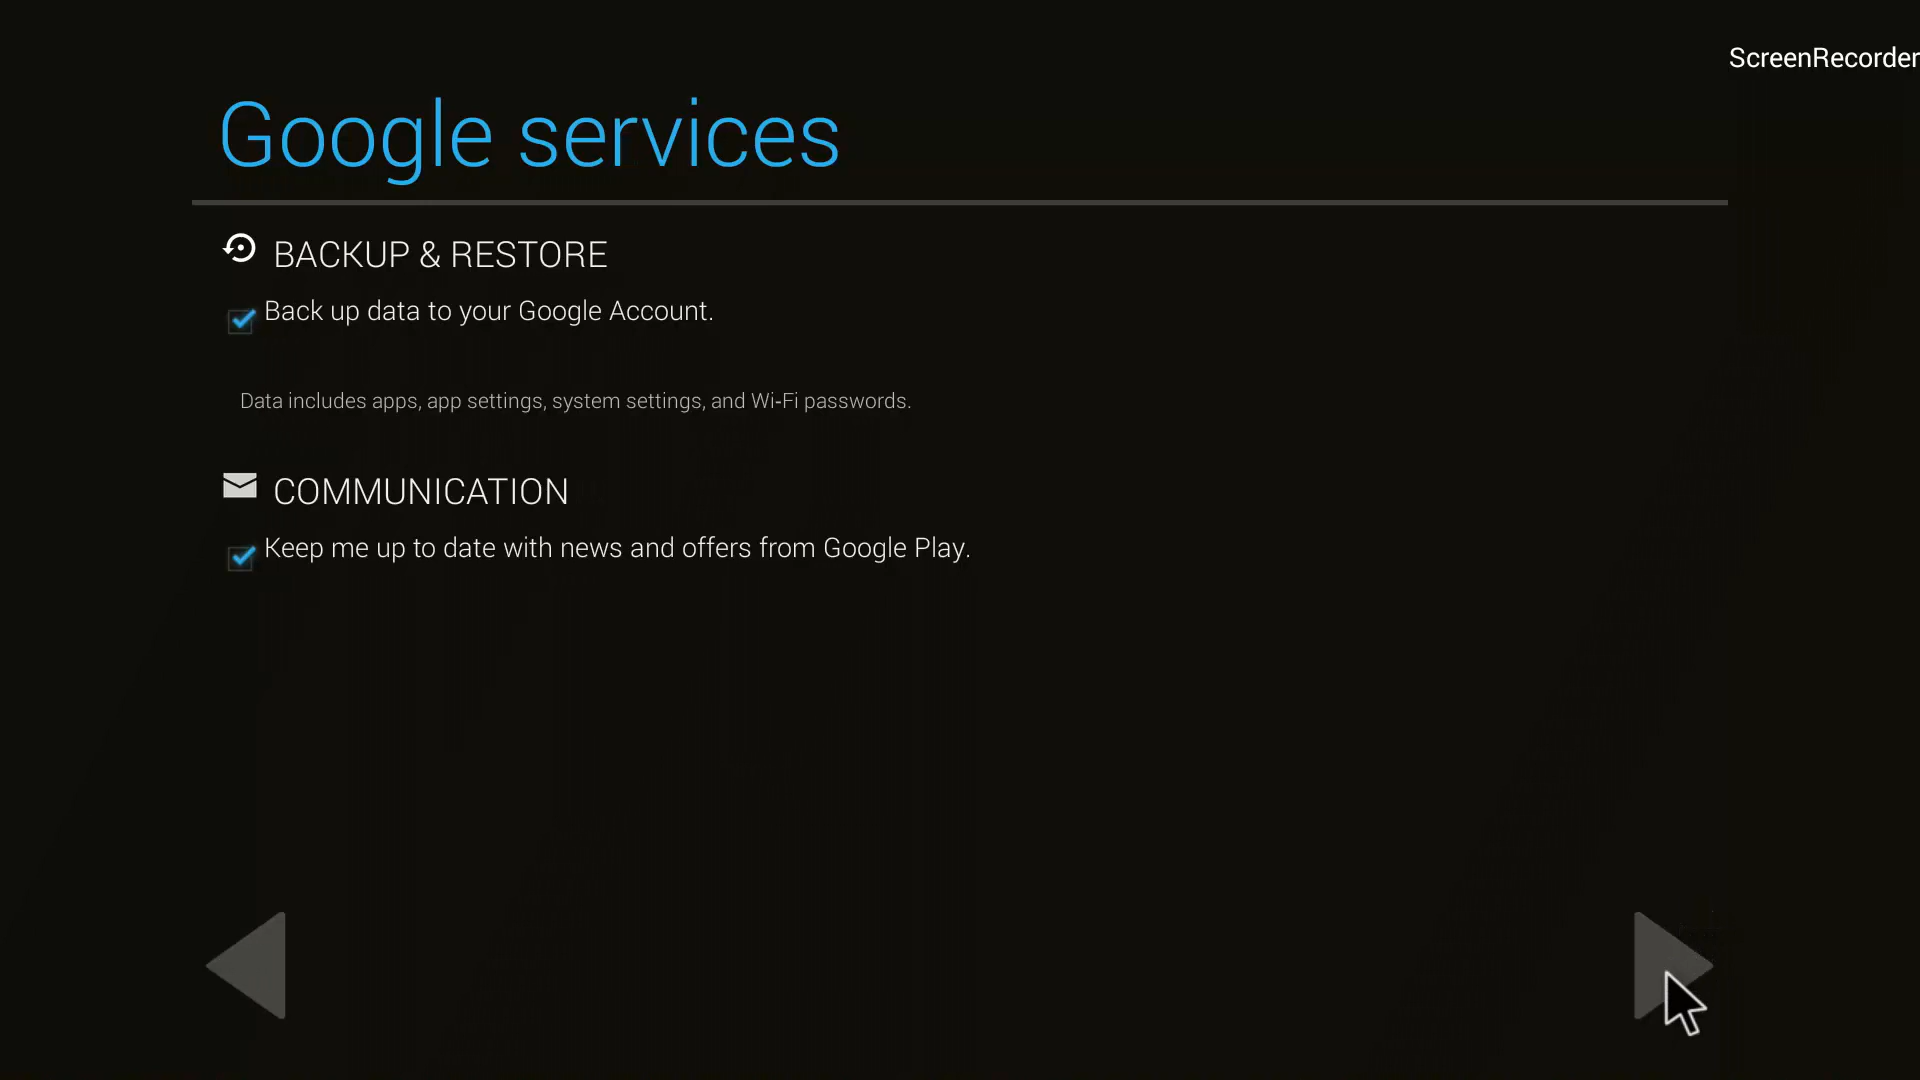 ScreenRecorder
Google services
BACKUP & RESTORE
Back up data to your Google Account.
Data includes apps, app settings, system settings, and Wi-Fi passwords.
COMMUNICATION
Keep me up to date with news and offers from Google Play.